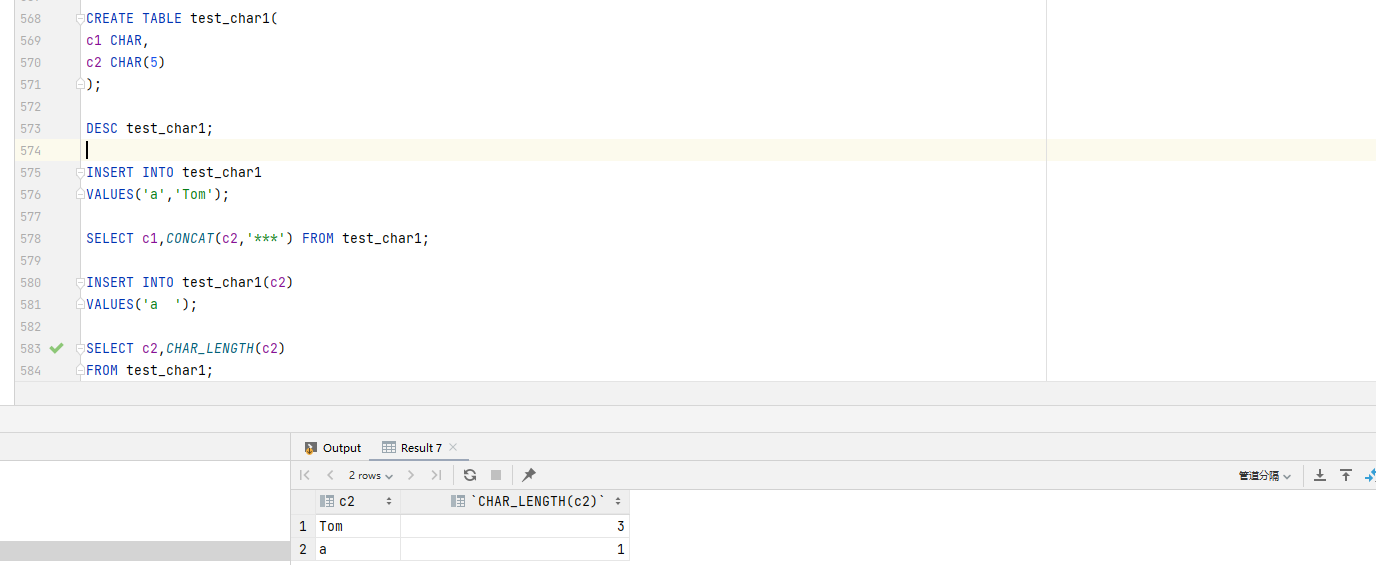 568 CREATE TABLE test_char1(
569 c1 CHAR,
570 c2 CHAR(5)
571 );
572
573 DESC test_char1;
574
575 INSERT INTO test_char1
576 VALUES('a','Tom');
577
578 SELECT c1,CONCAT(c2,'***') FROM test_char1;
579
580 INSERT INTO test_char1(c2)
581 VALUES('a  ');
582
583 SELECT c2,CHAR_LENGTH(c2)
584 FROM test_char1;
Output Result 7
2 rows 管道分隔
c2 `CHAR_LENGTH(c2)`
1 Tom 3
2 a 1